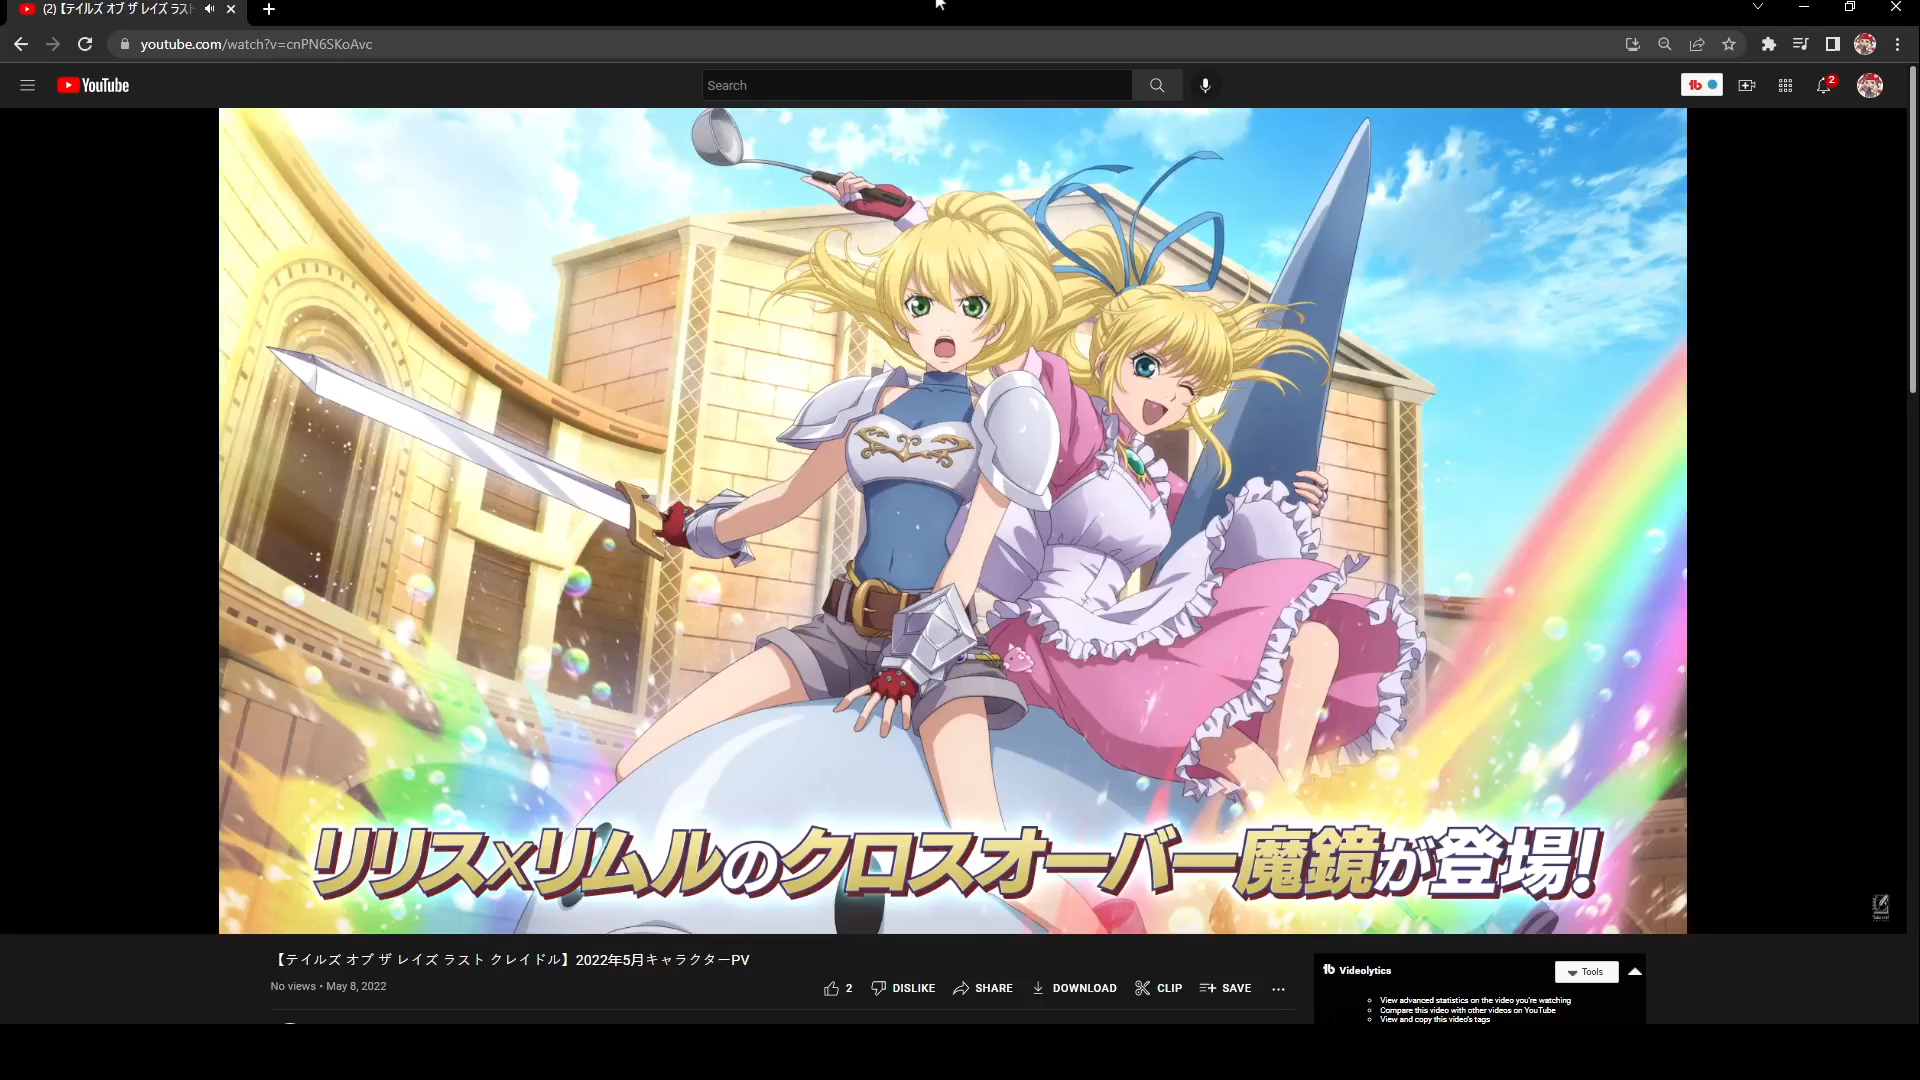 (2)【テイルズ オブ ザ レイズ ラスト
youtube.com/watch?v=cnPN6SKoAvc
YouTube
Search
2
リリス×リムルのクロスオーバー魔鏡が登場!
【テイルズ オブ ザ レイズ ラスト クレイドル】2022年5月キャラクターPV
No views • May 8, 2022
2
DISLIKE
SHARE
DOWNLOAD
CLIP
SAVE
Videolytics
Tools
View advanced statistics on the video you're watching
Compare this video with other videos on YouTube
View and copy this video's tags